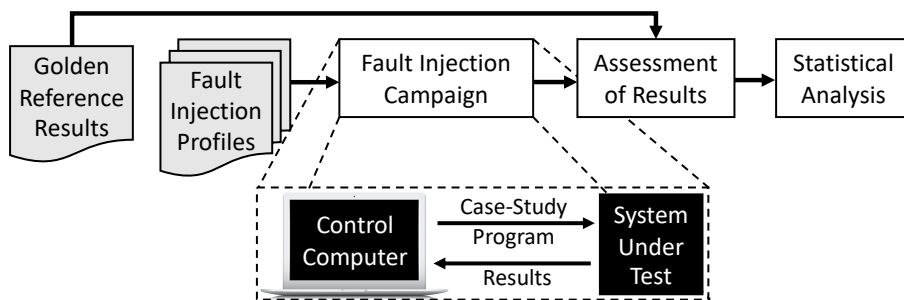 Golden
Reference
Results
Fault
Injection
Profiles
Fault Injection
Campaign
Assessment
of Results
Statistical
Analysis
Control
Computer
Case-Study
Program
Results
System
Under
Test